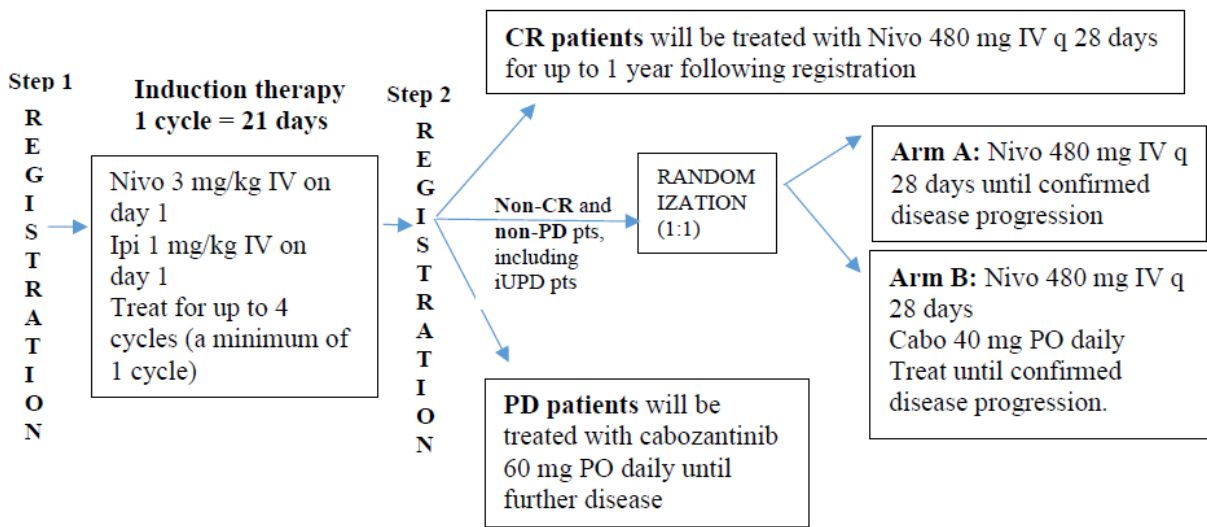 Step 1
REGISTRATION
Induction therapy
1 cycle = 21 days
Nivo 3 mg/kg IV on
day 1
Ipi 1 mg/kg IV on
day 1
Treat for up to 4
cycles (a minimum of
1 cycle)
Step 2
REGISTRATION
CR patients will be treated with Nivo 480 mg IV q 28 days
for up to 1 year following registration
Non-CR and
non-PD pts,
including
iUPD pts
RANDOM
IZATION
(1:1)
Arm A: Nivo 480 mg IV q
28 days until confirmed
disease progression
Arm B: Nivo 480 mg IV q
28 days
Cabo 40 mg PO daily
Treat until confirmed
disease progression.
PD patients will be
treated with cabozantinib
60 mg PO daily until
further disease